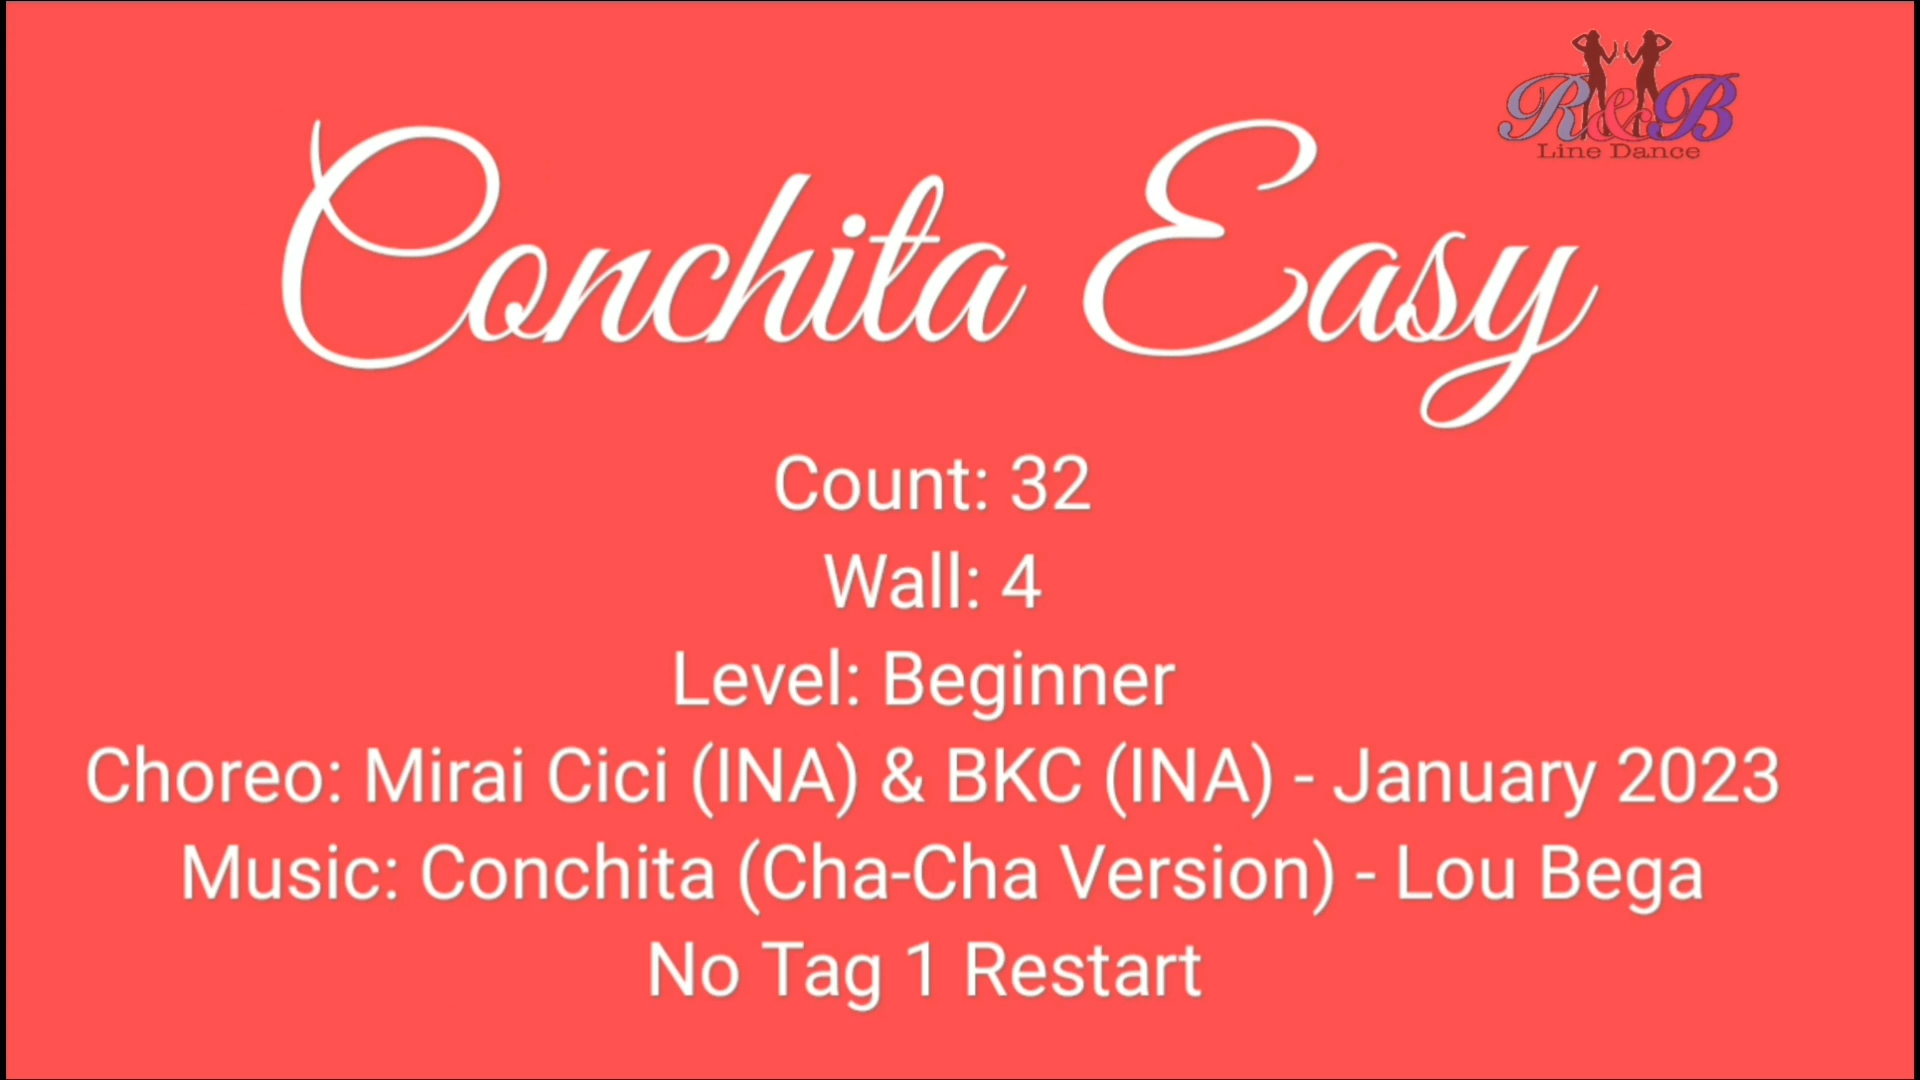 R&B
Line Dance
Conchita Easy
Count: 32
Wall: 4
Level: Beginner
Choreo: Mirai Cici (INA) & BKC (INA) - January 2023
Music: Conchita (Cha-Cha Version) - Lou Bega
No Tag 1 Restart